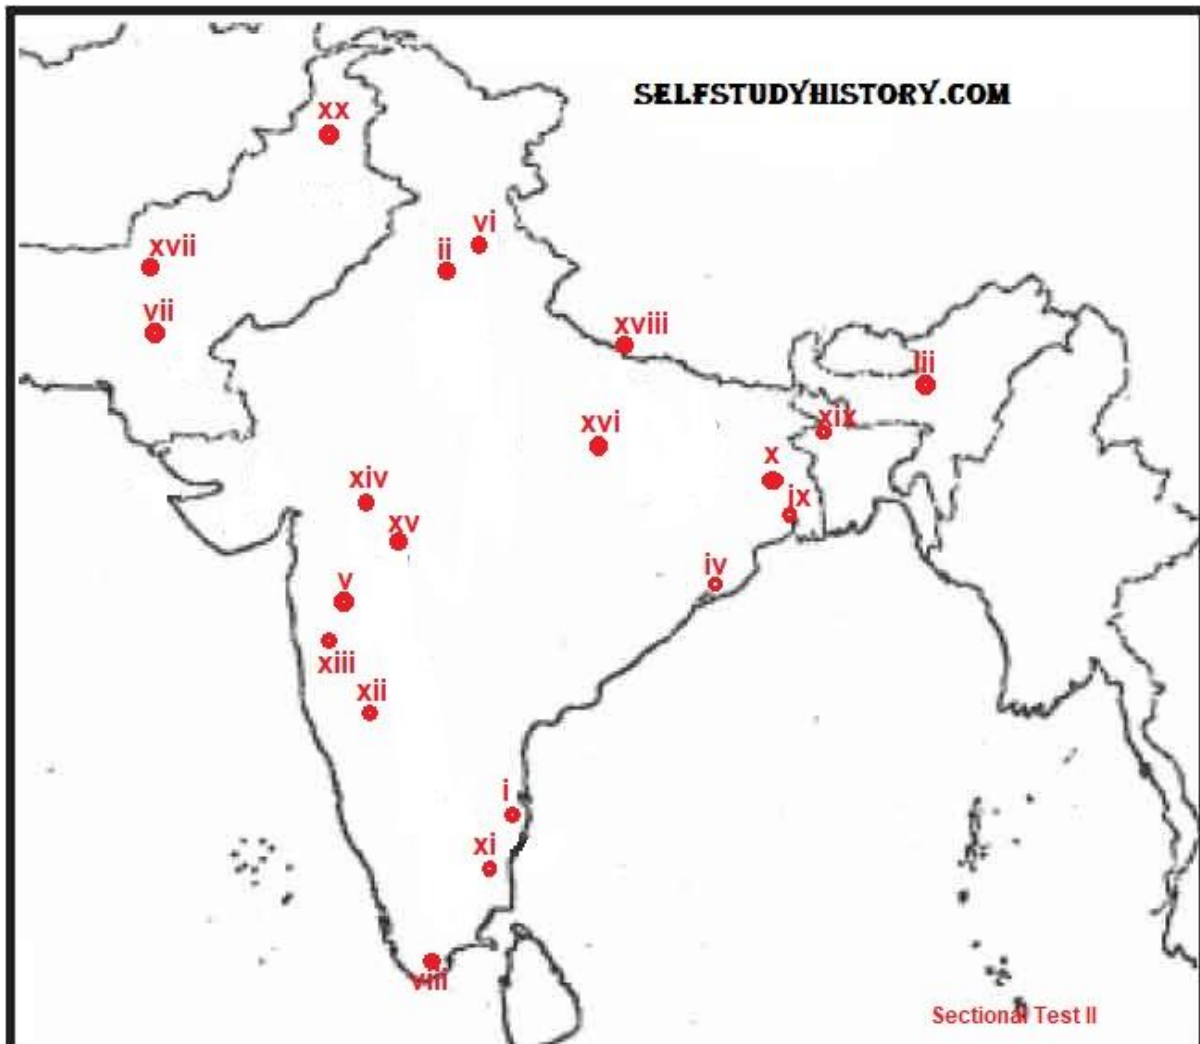 SELFSTUDYHISTORY.COM
xx
vi
xvii
ii
vii
xviii
iii
xix
xvi
x
xiv
ix
xv
iv
v
xiii
xii
i
xi
viii
Sectional Test II